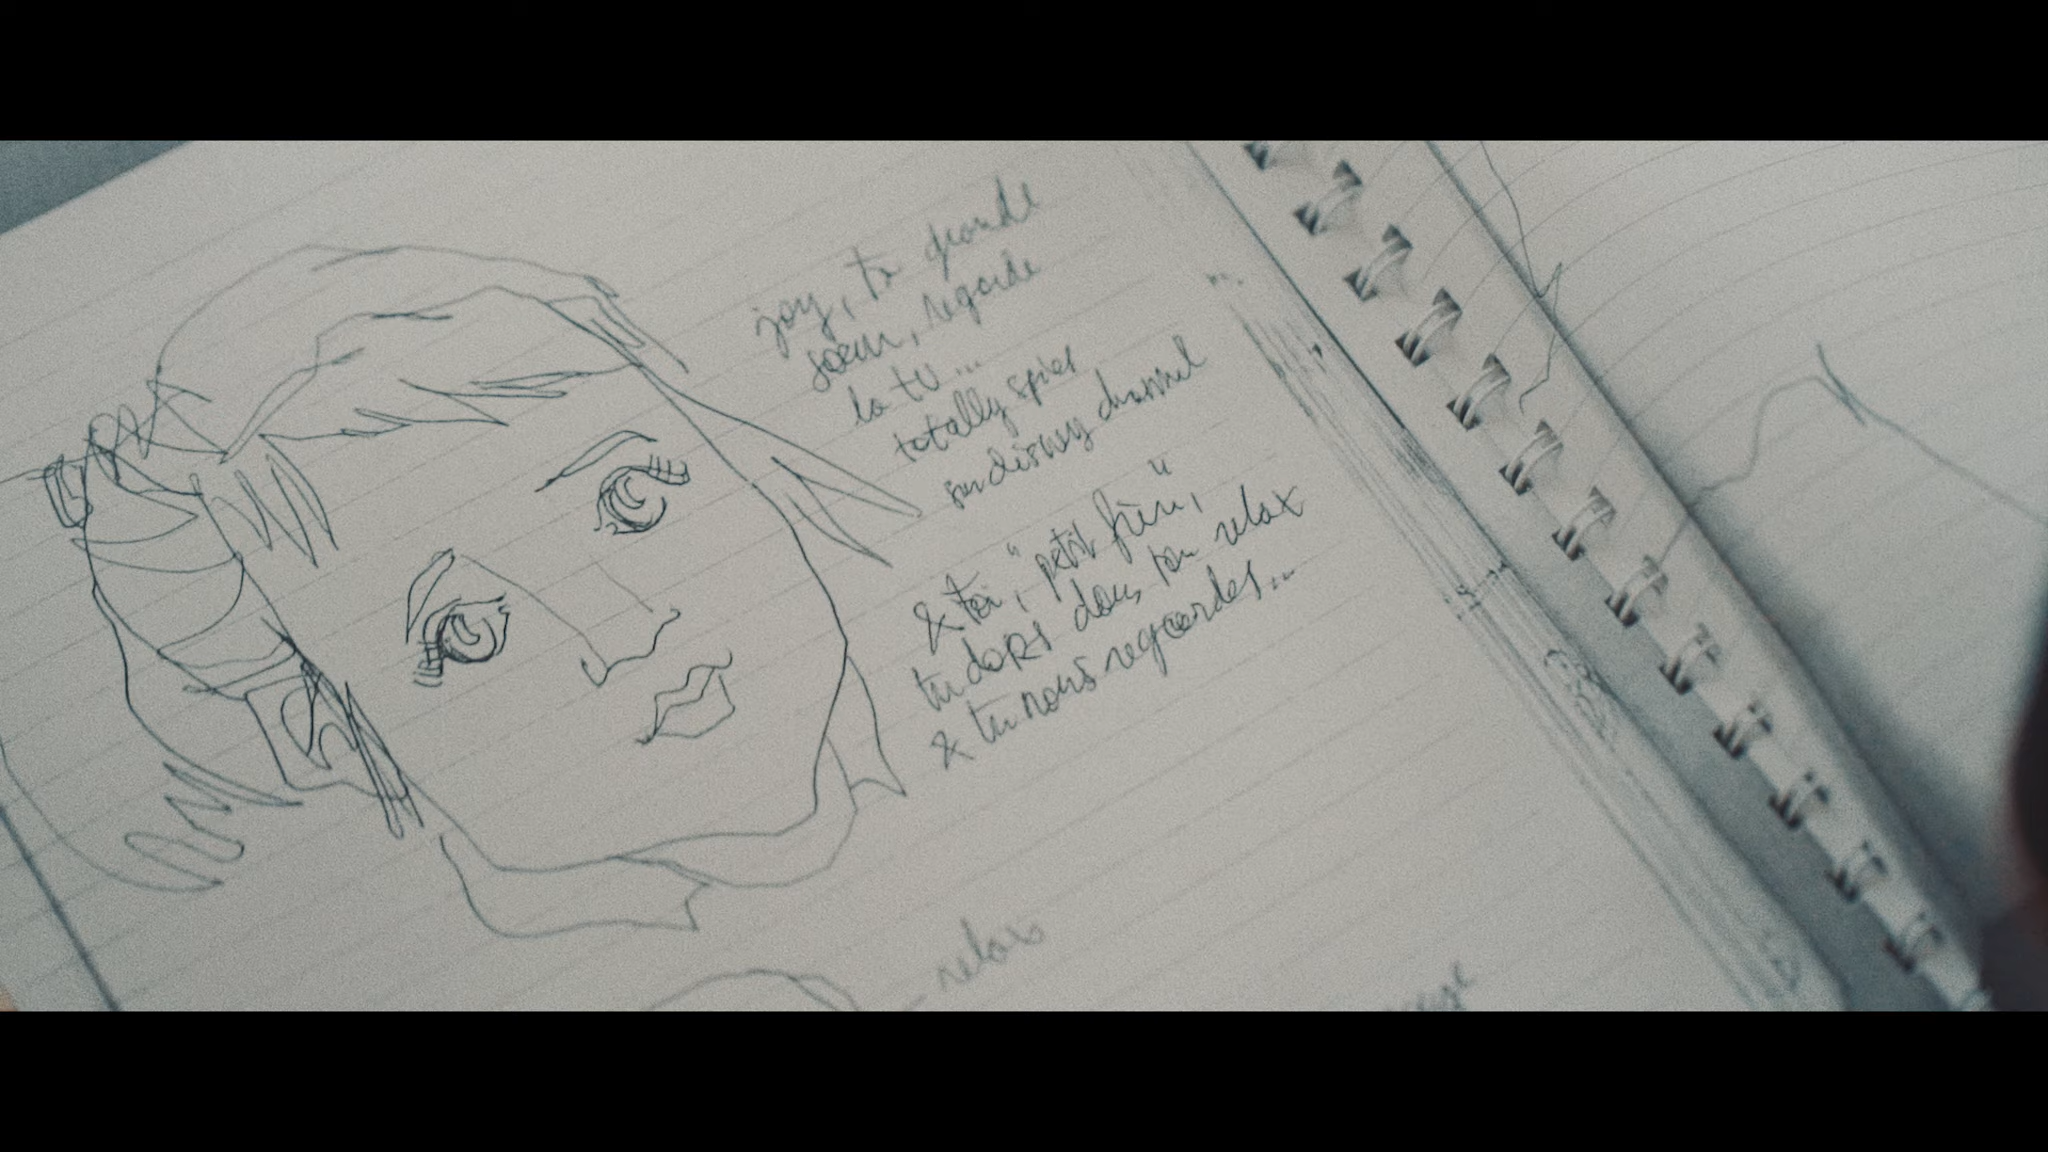 joy, ta grande
soeur, regarde
la tv...
totally spies
sur disney channel
& toi, "petit frère",
tu dors dans ton relax
& tu nous regardes...
relax